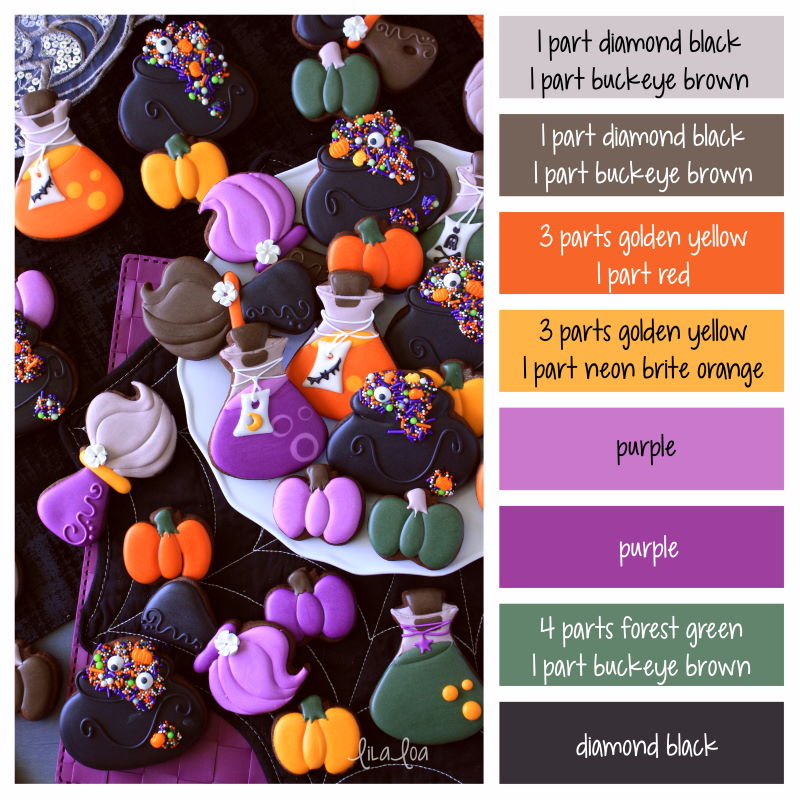 1 part diamond black
1 part buckeye brown
1 part diamond black
1 part buckeye brown
3 parts golden yellow
1 part red
3 parts golden yellow
1 part neon brite orange
purple
purple
4 parts forest green
1 part buckeye brown
diamond black
lila loa